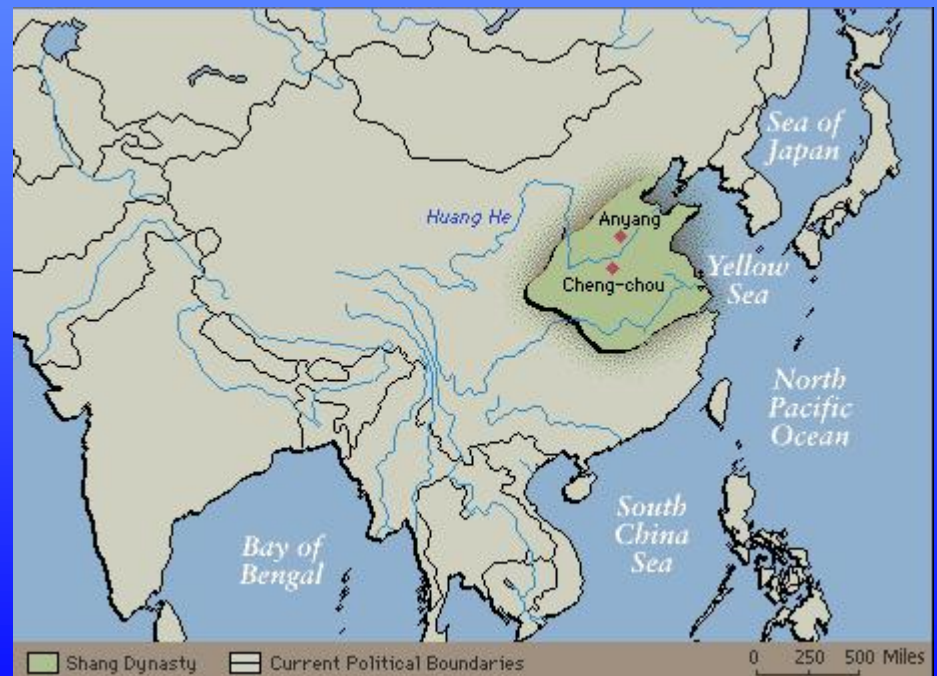 Sea of
Japan
Huang He
Anyang
Cheng-chou
Yellow
Sea
North
Pacific
Ocean
South
China
Sea
Bay of
Bengal
Shang Dynasty
Current Political Boundaries
0 250 500 Miles